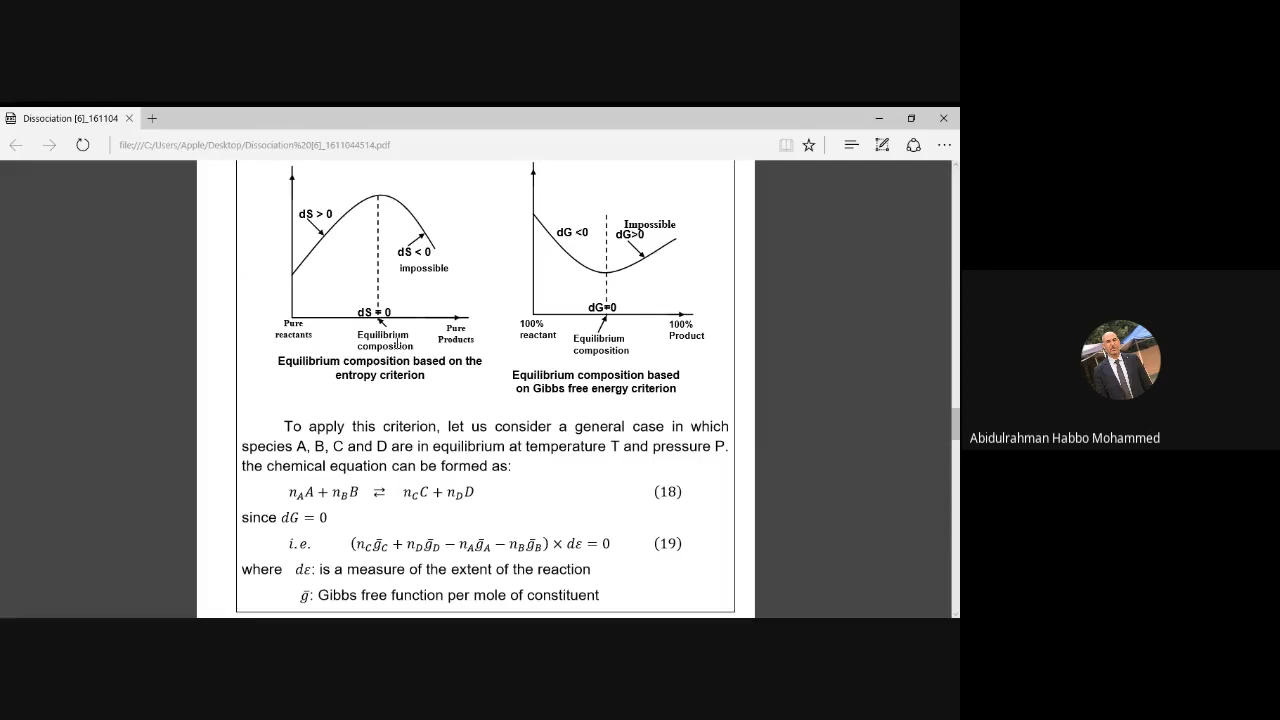 Dissociation [6]_161104
file:///C:/Users/Apple/Desktop/Dissociation%20[6]_1611044514.pdf
dS > 0
dS < 0
impossible
dS = 0
Pure
reactants
Equilibrium
composition
Pure
Products
Equilibrium composition based on the
entropy criterion
dG <0
Impossible
dG>0
dG=0
100%
reactant
Equilibrium
composition
100%
Product
Equilibrium composition based
on Gibbs free energy criterion
To apply this criterion, let us consider a general case in which
species A, B, C and D are in equilibrium at temperature T and pressure P.
the chemical equation can be formed as:
n_A A + n_B B ⇄ n_C C + n_D D (18)
since dG = 0
i.e. (n_C ḡ_C + n_D ḡ_D − n_A ḡ_A − n_B ḡ_B) × dε = 0 (19)
where dε: is a measure of the extent of the reaction
ḡ: Gibbs free function per mole of constituent
Abidulrahman Habbo Mohammed